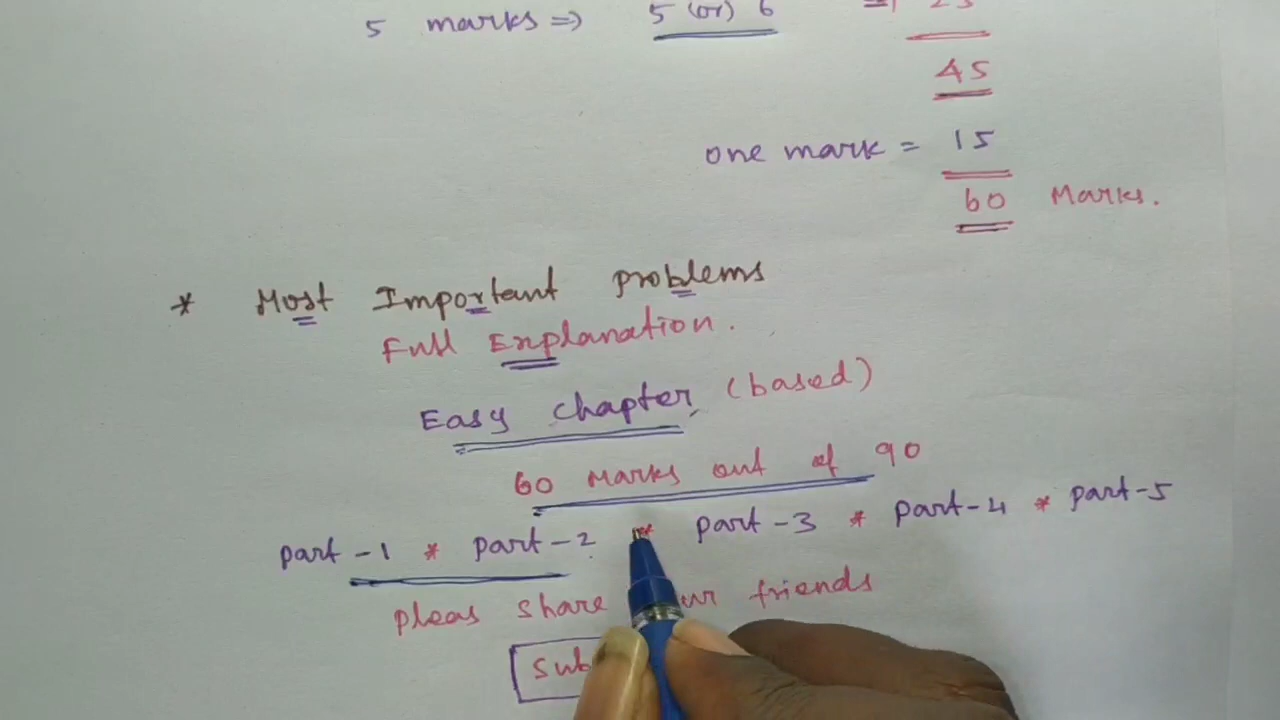 5 marks => 5 (or) 6 => 25
45
one mark = 15
60 Marks.
* Most Important problems
Full Explanation.
Easy chapter (based)
60 Marks out of 90
part-1 * part-2 * part-3 * part-4 * part-5
pleas share friends